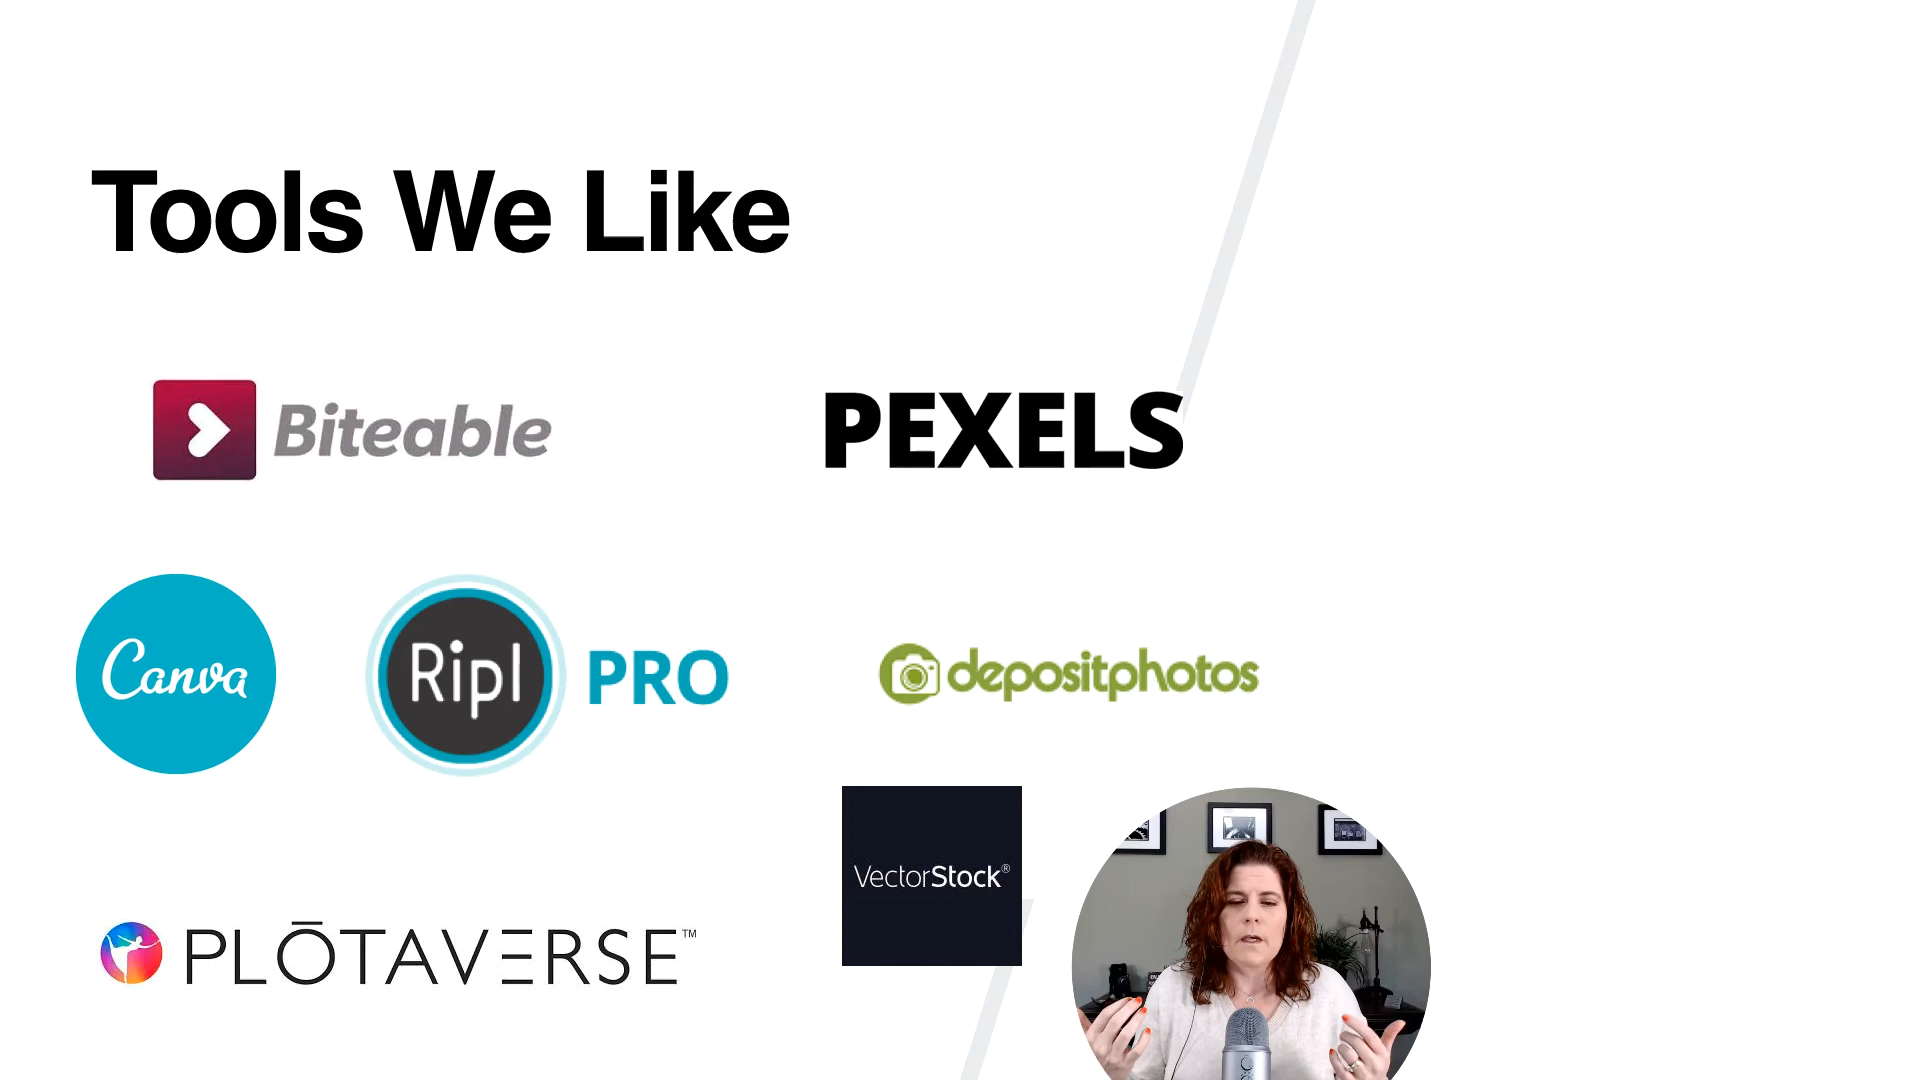 Tools We Like
Biteable
PEXELS
Canva
Ripl PRO
depositphotos
VectorStock®
PLŌTAVERSE™